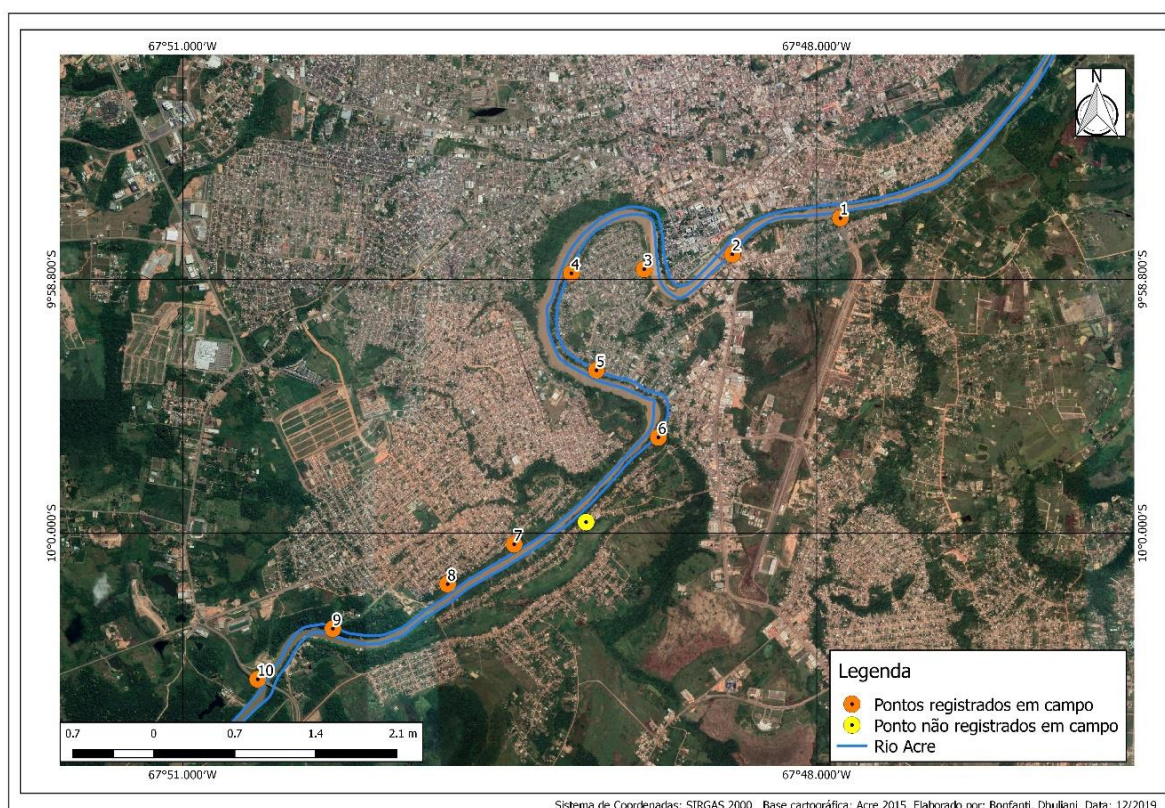 67°51.000'W 67°48.000'W
N
1
2
3
4
9°58.800'S 9°58.800'S
5
6
7
10°0.000'S 10°0.000'S
8
9
10
Legenda
Pontos registrados em campo
Ponto não registrados em campo
Rio Acre
0.7 0 0.7 1.4 2.1 m
67°51.000'W 67°48.000'W
Sistema de Coordenadas: SIRGAS 2000 Base cartográfica: Acre 2015 Elaborado por: Bonfanti, Dhuliani Data: 12/2019